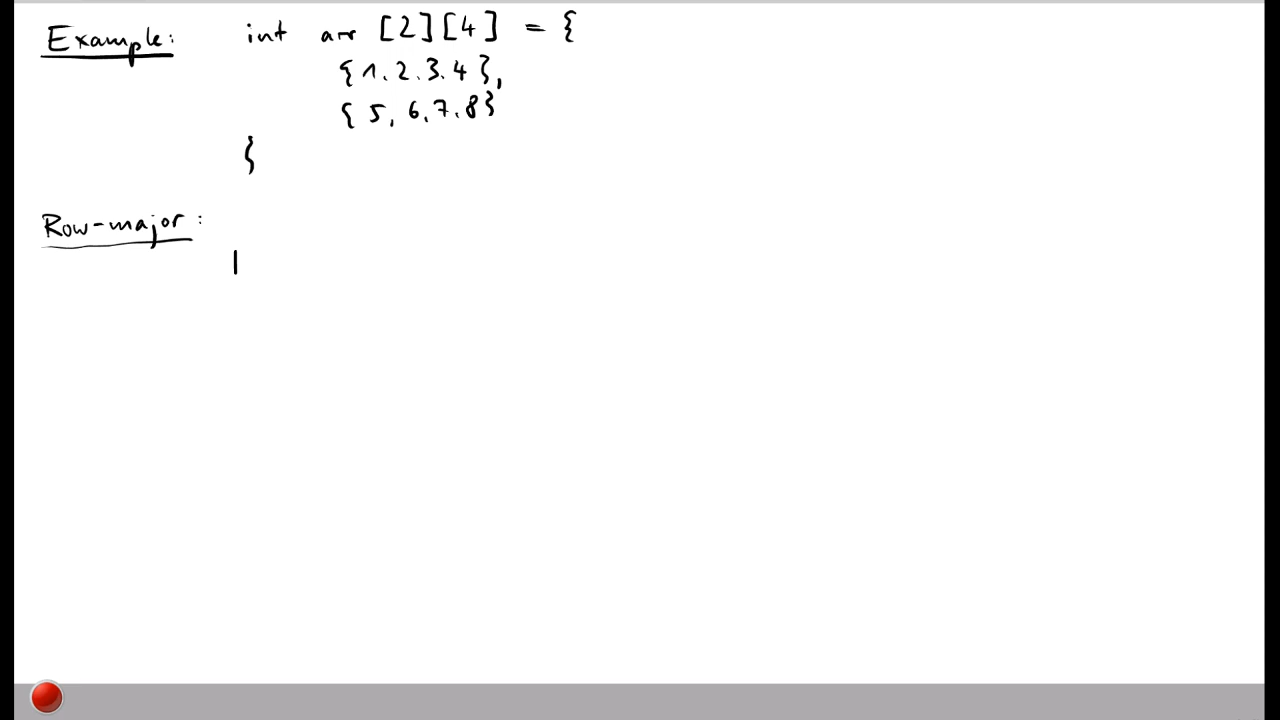 Example: int arr [2][4] = {
{1.2.3.4},
{5,6,7.8}
}
Row-major: